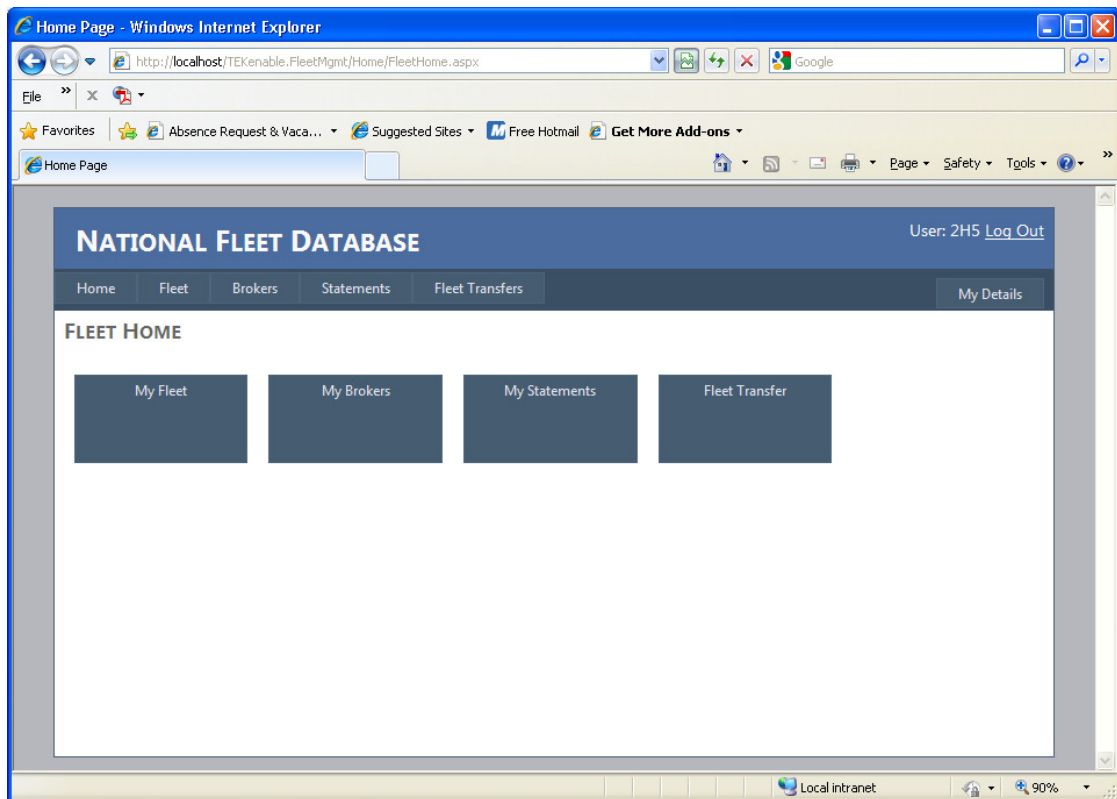 Home Page - Windows Internet Explorer
http://localhost/TEKenable.FleetMgmt/Home/FleetHome.aspx
Google
File »
Favorites Absence Request & Vaca... Suggested Sites Free Hotmail Get More Add-ons
Home Page Page Safety Tools »
NATIONAL FLEET DATABASE
User: 2H5 Log Out
Home Fleet Brokers Statements Fleet Transfers My Details
FLEET HOME
My Fleet My Brokers My Statements Fleet Transfer
Local intranet 90%